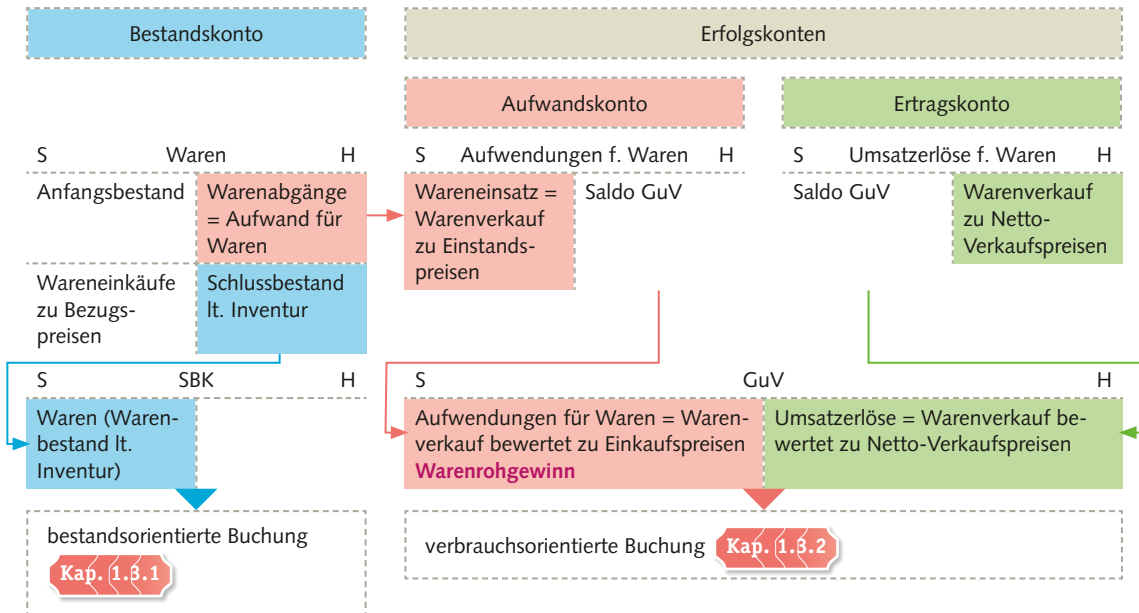 Bestandskonto
Erfolgskonten
Aufwandskonto
Ertragskonto
S Waren H
Anfangsbestand
Warenabgänge
= Aufwand für
Waren
Wareneinkäufe
zu Bezugs-
preisen
Schlussbestand
lt. Inventur
S Aufwendungen f. Waren H
Wareneinsatz =
Warenverkauf
zu Einstands-
preisen
Saldo GuV
S Umsatzerlöse f. Waren H
Saldo GuV
Warenverkauf
zu Netto-
Verkaufspreisen
S SBK H
Waren (Waren-
bestand lt.
Inventur)
S GuV H
Aufwendungen für Waren = Waren-
verkauf bewertet zu Einkaufspreisen
Warenrohgewinn
Umsatzerlöse = Warenverkauf be-
wertet zu Netto-Verkaufspreisen
bestandsorientierte Buchung
Kap. 1.3.1
verbrauchsorientierte Buchung Kap. 1.3.2